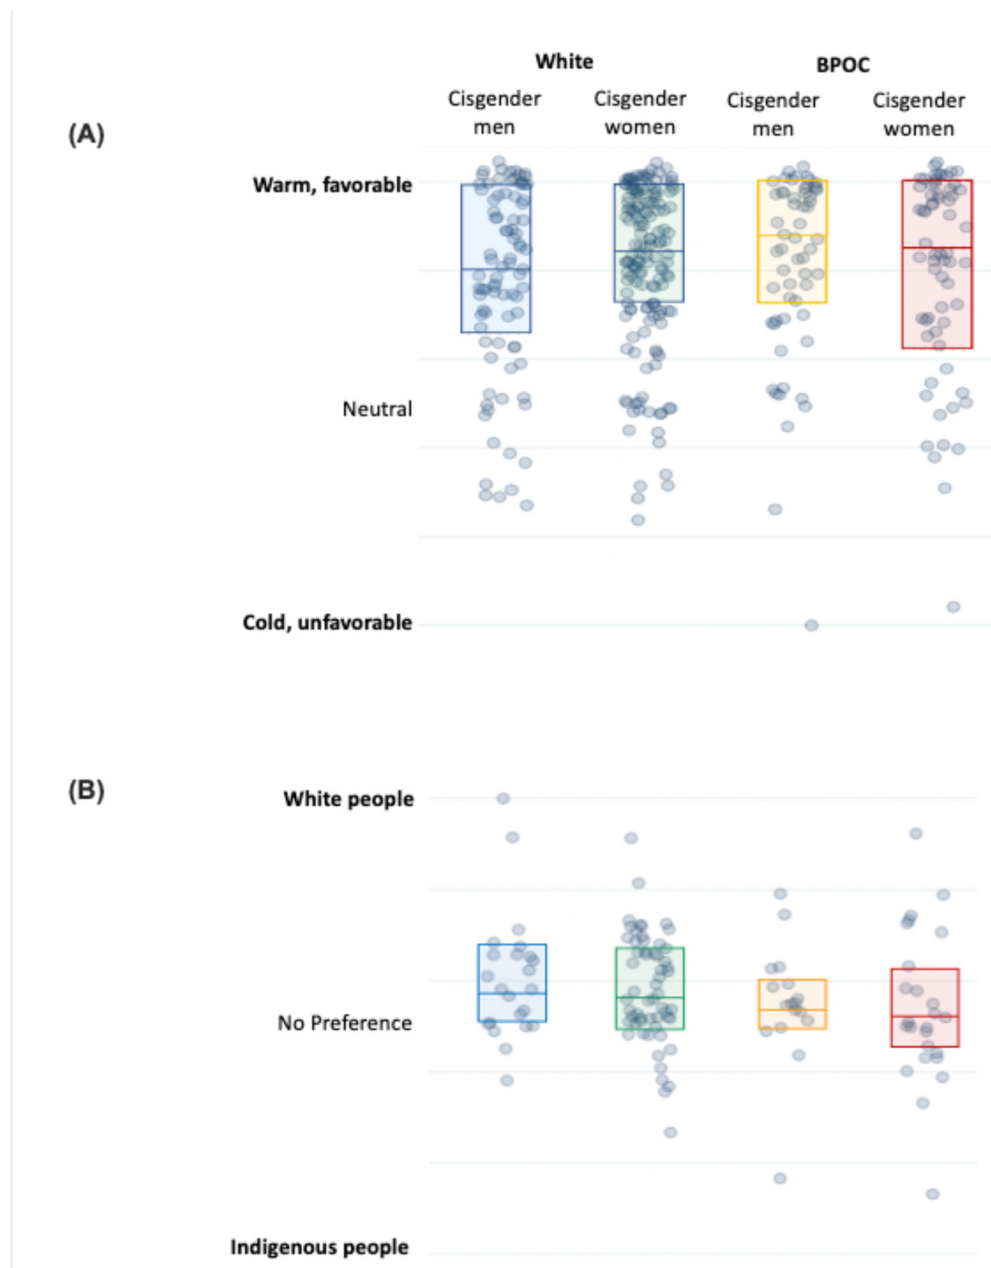 White
BPOC
Cisgender men
Cisgender women
Cisgender men
Cisgender women
(A)
Warm, favorable
Neutral
Cold, unfavorable
(B)
White people
No Preference
Indigenous people